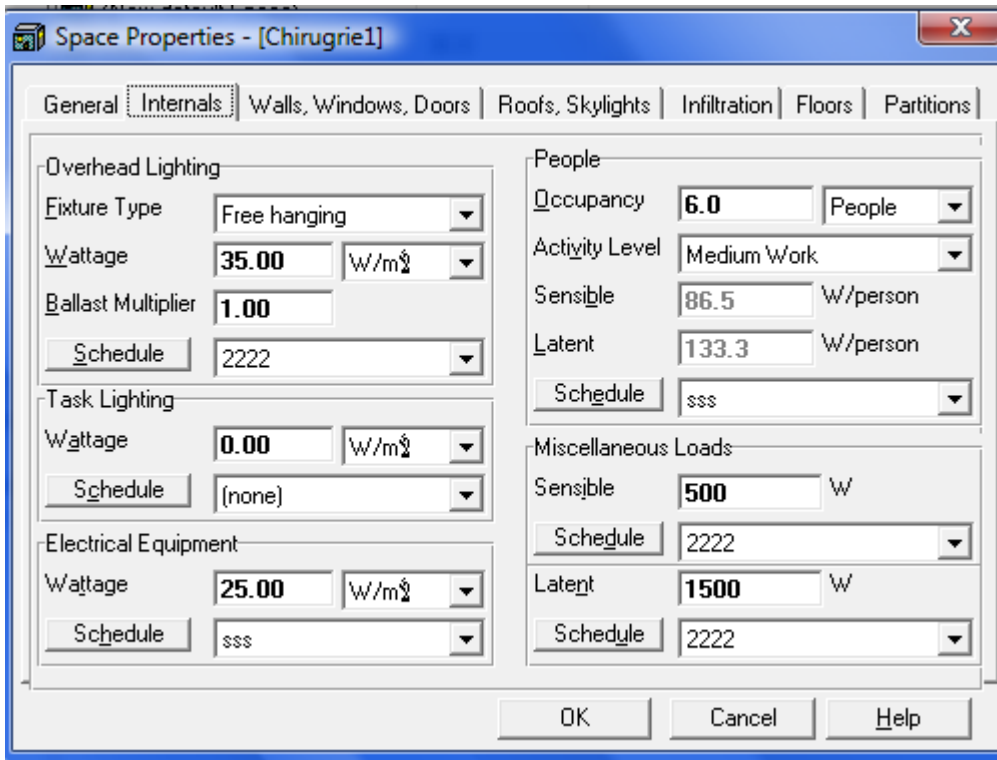 Space Properties - [Chirugrie1]
General Internals Walls, Windows, Doors Roofs, Skylights Infiltration Floors Partitions
Overhead Lighting
Fixture Type Free hanging
Wattage 35.00 W/m²
Ballast Multiplier 1.00
Schedule 2222
Task Lighting
Wattage 0.00 W/m²
Schedule (none)
Electrical Equipment
Wattage 25.00 W/m²
Schedule sss
People
Occupancy 6.0 People
Activity Level Medium Work
Sensible 86.5 W/person
Latent 133.3 W/person
Schedule sss
Miscellaneous Loads
Sensible 500 W
Schedule 2222
Latent 1500 W
Schedule 2222
OK Cancel Help